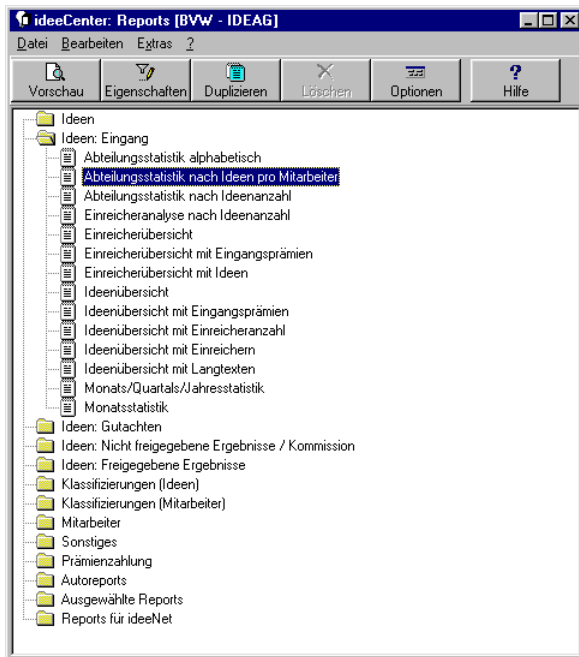 ideeCenter: Reports [BVW - IDEAG]
Datei Bearbeiten Extras ?
Vorschau Eigenschaften Duplizieren Löschen Optionen Hilfe
Ideen
Ideen: Eingang
Abteilungsstatistik alphabetisch
Abteilungsstatistik nach Ideen pro Mitarbeiter
Abteilungsstatistik nach Ideenanzahl
Einreicheranalyse nach Ideenanzahl
Einreicherübersicht
Einreicherübersicht mit Eingangsprämien
Einreicherübersicht mit Ideen
Ideenübersicht
Ideenübersicht mit Eingangsprämien
Ideenübersicht mit Einreicheranzahl
Ideenübersicht mit Einreichern
Ideenübersicht mit Langtexten
Monats/Quartals/Jahresstatistik
Monatsstatistik
Ideen: Gutachten
Ideen: Nicht freigegebene Ergebnisse / Kommission
Ideen: Freigegebene Ergebnisse
Klassifizierungen (Ideen)
Klassifizierungen (Mitarbeiter)
Mitarbeiter
Sonstiges
Prämienzahlung
Autoreports
Ausgewählte Reports
Reports für ideeNet